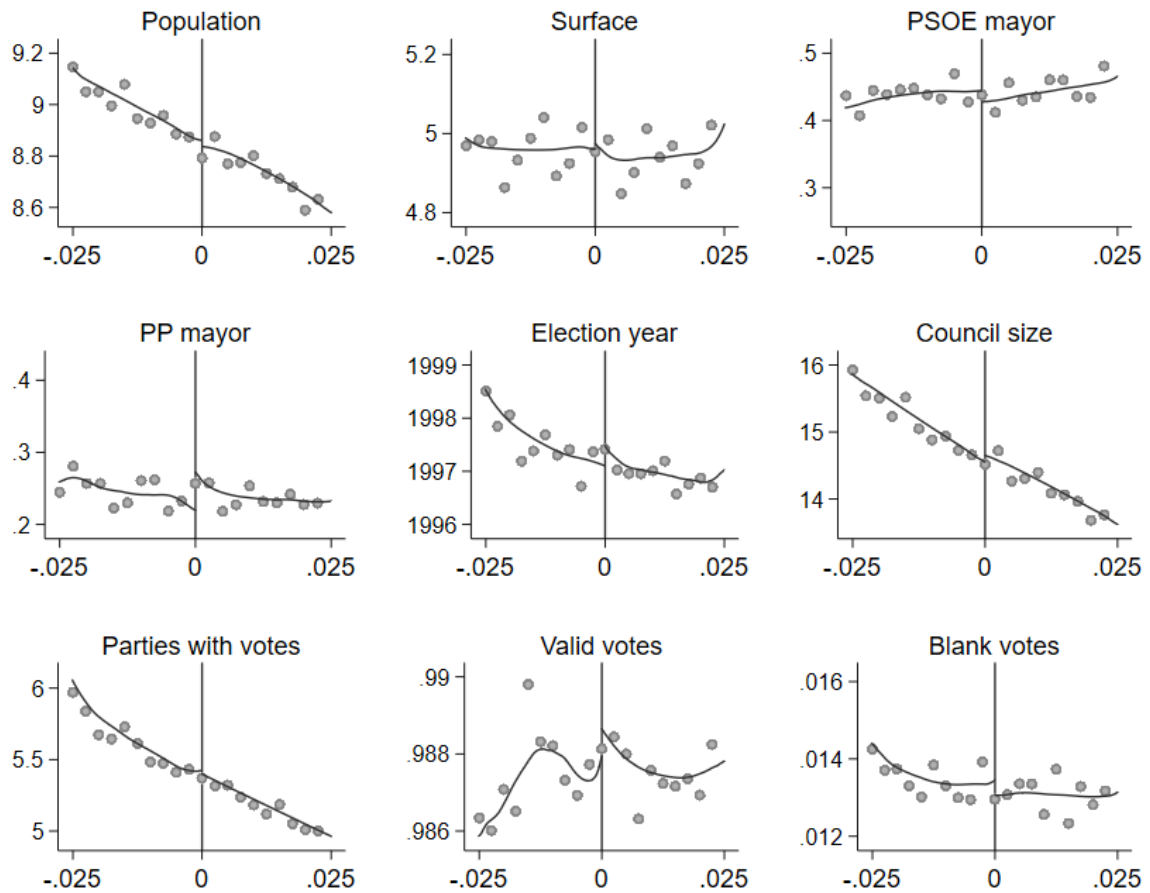 Population
9.2
9
8.8
8.6
-.025 0 .025
Surface
5.2
5
4.8
-.025 0 .025
PSOE mayor
.5
.4
.3
-.025 0 .025
PP mayor
.4
.3
.2
-.025 0 .025
Election year
1999
1998
1997
1996
-.025 0 .025
Council size
16
15
14
-.025 0 .025
Parties with votes
6
5.5
5
-.025 0 .025
Valid votes
.99
.988
.986
-.025 0 .025
Blank votes
.016
.014
.012
-.025 0 .025